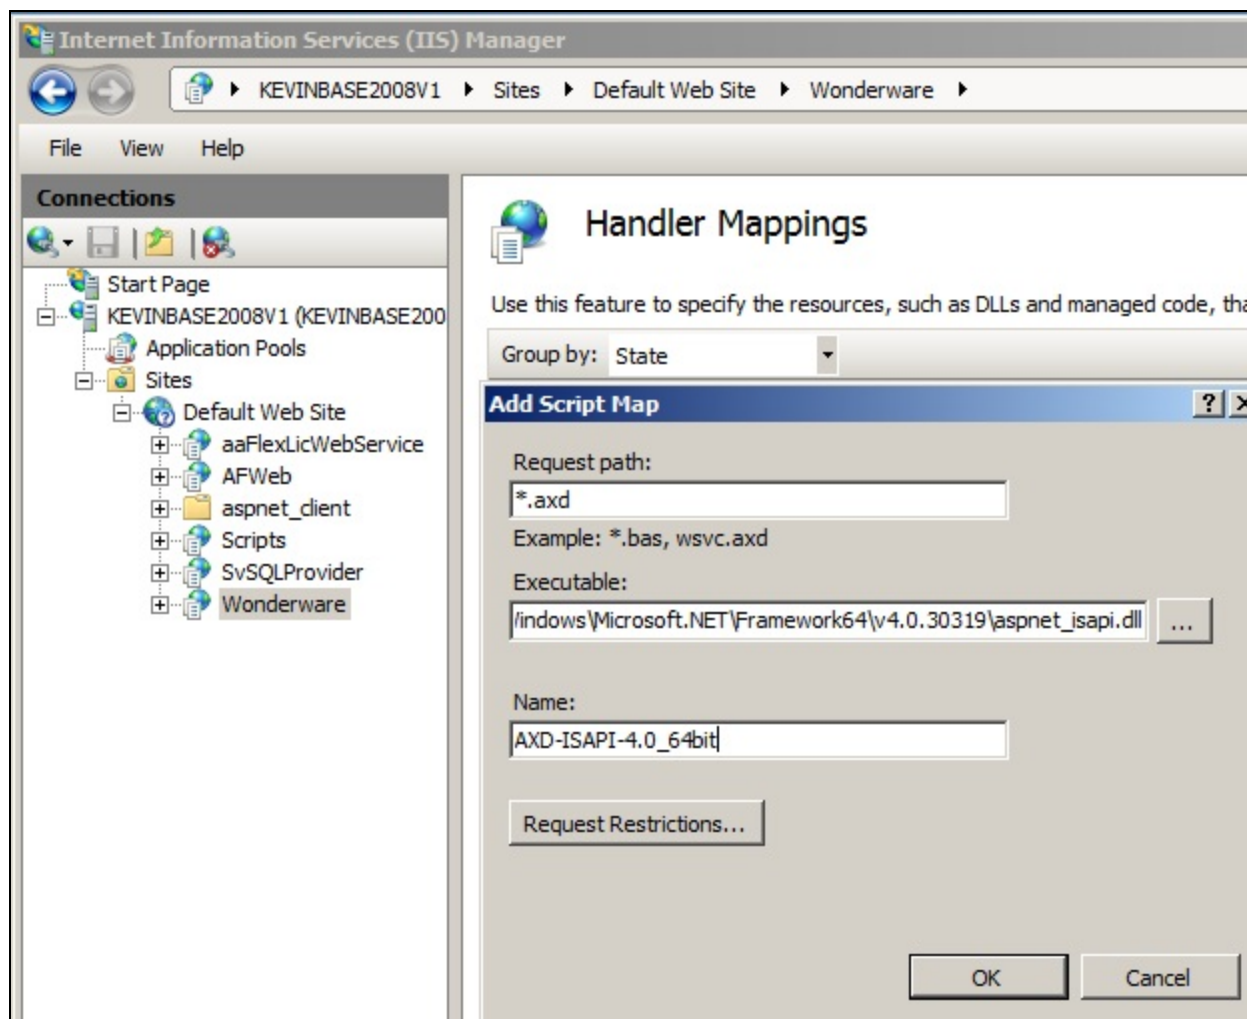 Internet Information Services (IIS) Manager
KEVINBASE2008V1 Sites Default Web Site Wonderware
File View Help
Connections
Start Page
KEVINBASE2008V1 (KEVINBASE200
Application Pools
Sites
Default Web Site
aaFlexLicWebService
AFWeb
aspnet_client
Scripts
SvSQLProvider
Wonderware
Handler Mappings
Use this feature to specify the resources, such as DLLs and managed code, tha
Group by: State
Add Script Map
Request path:
*.axd
Example: *.bas, wsvc.axd
Executable:
/indows\Microsoft.NET\Framework64\v4.0.30319\aspnet_isapi.dll ...
Name:
AXD-ISAPI-4.0_64bit
Request Restrictions...
OK Cancel